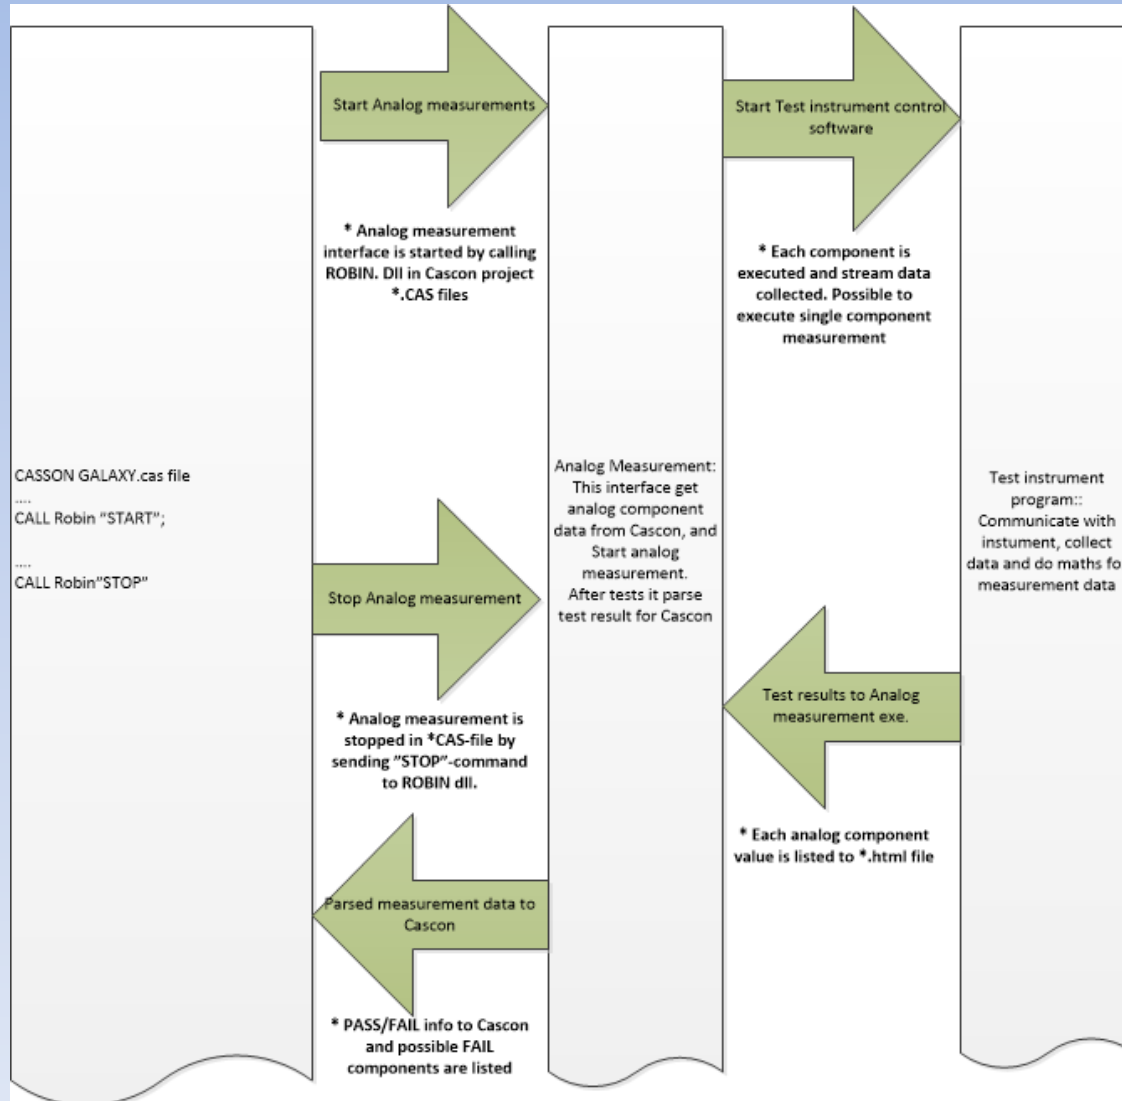 Start Analog measurements
* Analog measurement
interface is started by calling
ROBIN. Dll in Cascon project
*.CAS files
Start Test instrument control
software
* Each component is
executed and stream data
collected. Possible to
execute single component
measurement
CASSON GALAXY.cas file
....
CALL Robin “START”;
....
CALL Robin”STOP”
Analog Measurement:
This interface get
analog component
data from Cascon, and
Start analog
measurement.
After tests it parse
test result for Cascon
Test instrument
program::
Communicate with
instument, collect
data and do maths fo
measurement data
Stop Analog measurement
* Analog measurement is
stopped in *CAS-file by
sending ”STOP”-command
to ROBIN dll.
Test results to Analog
measurement exe.
* Each analog component
value is listed to *.html file
Parsed measurement data to
Cascon
* PASS/FAIL info to Cascon
and possible FAIL
components are listed